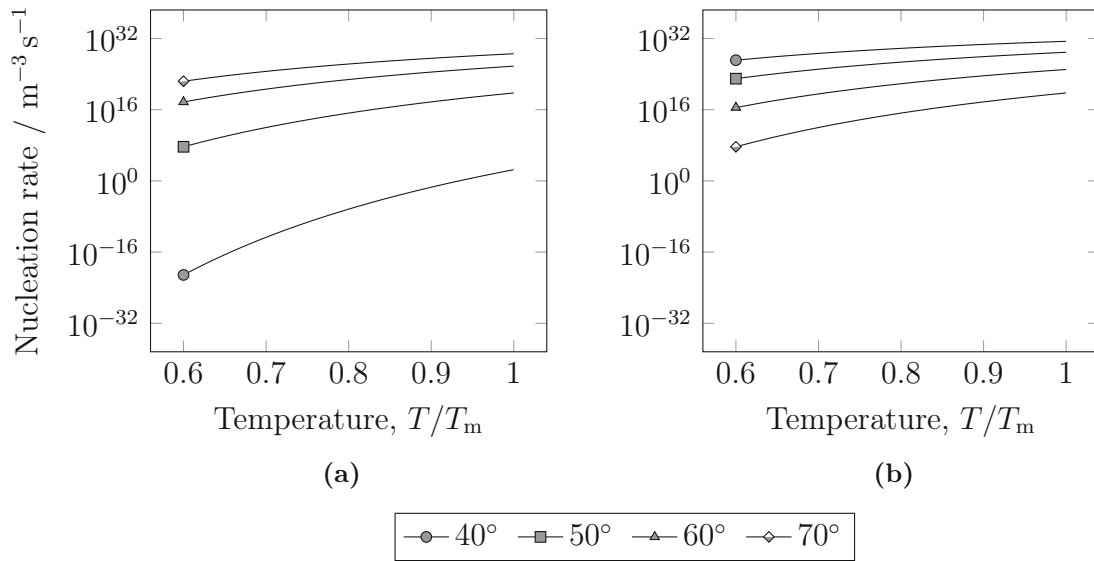 Nucleation rate / m⁻³s⁻¹
10³² 10¹⁶ 10⁰ 10⁻¹⁶ 10⁻³²
0.6 0.7 0.8 0.9 1
Temperature, T/Tₘ
(a)
10³² 10¹⁶ 10⁰ 10⁻¹⁶ 10⁻³²
0.6 0.7 0.8 0.9 1
Temperature, T/Tₘ
(b)
40° 50° 60° 70°